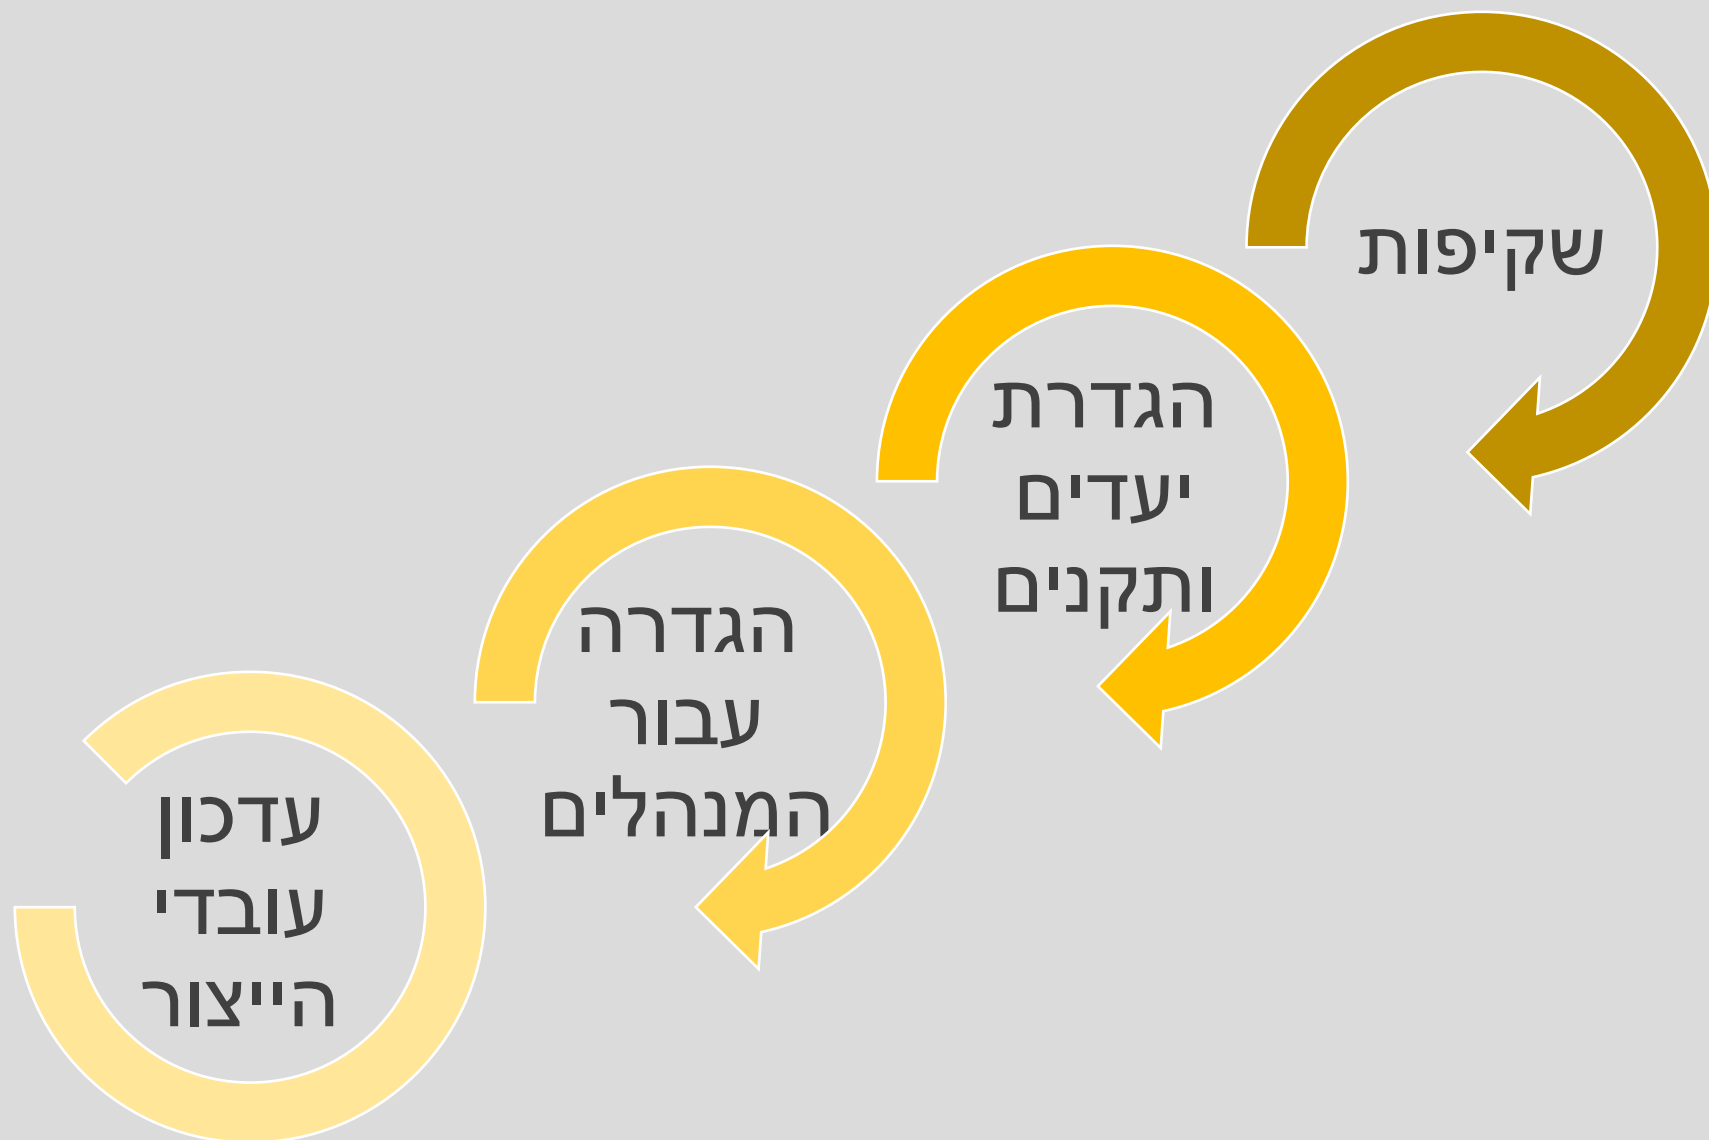 שקיפות
הגדרת
יעדים
ותקנים
הגדרה
עבור
המנהלים
עדכון
עובדי
הייצור